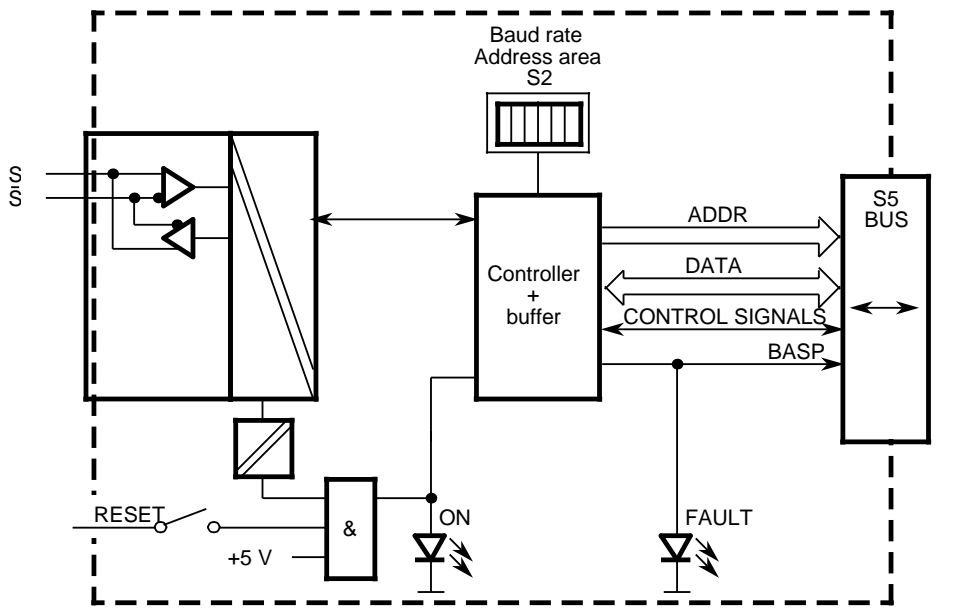 Baud rate
Address area
S2
S
S
S5
BUS
ADDR
DATA
Controller
+
buffer
CONTROL SIGNALS
BASP
RESET
ON
FAULT
&
+5 V